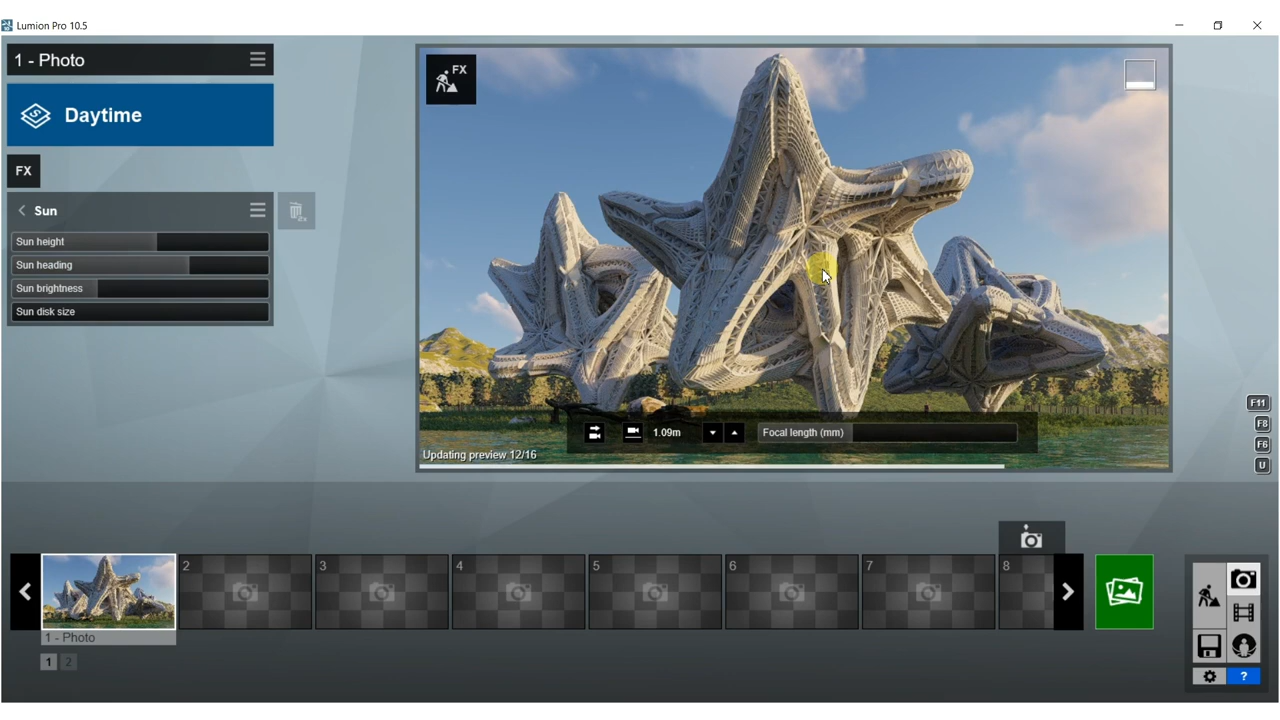 Lumion Pro 10.5
1 - Photo
Daytime
FX
Sun
2x
Sun height
Sun heading
Sun brightness
Sun disk size
FX
1.09m
Focal length (mm)
Updating preview 12/16
F11
F8
F6
U
2
3
4
5
6
7
8
1 - Photo
1 2
?